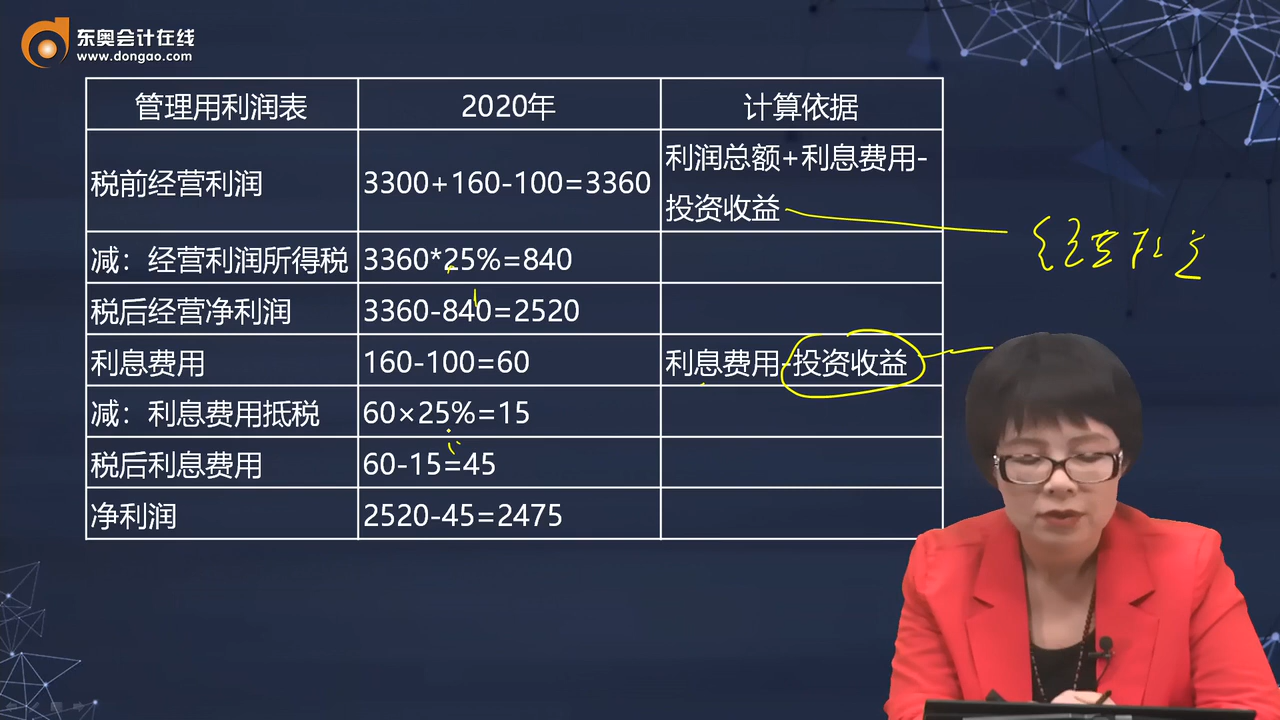 东奥会计在线
www.dongao.com
管理用利润表 2020年 计算依据
税前经营利润 3300+160-100=3360 利润总额+利息费用-
投资收益
减：经营利润所得税 3360*25%=840
税后经营净利润 3360-840=2520
利息费用 160-100=60 利息费用-投资收益
减：利息费用抵税 60×25%=15
税后利息费用 60-15=45
净利润 2520-45=2475